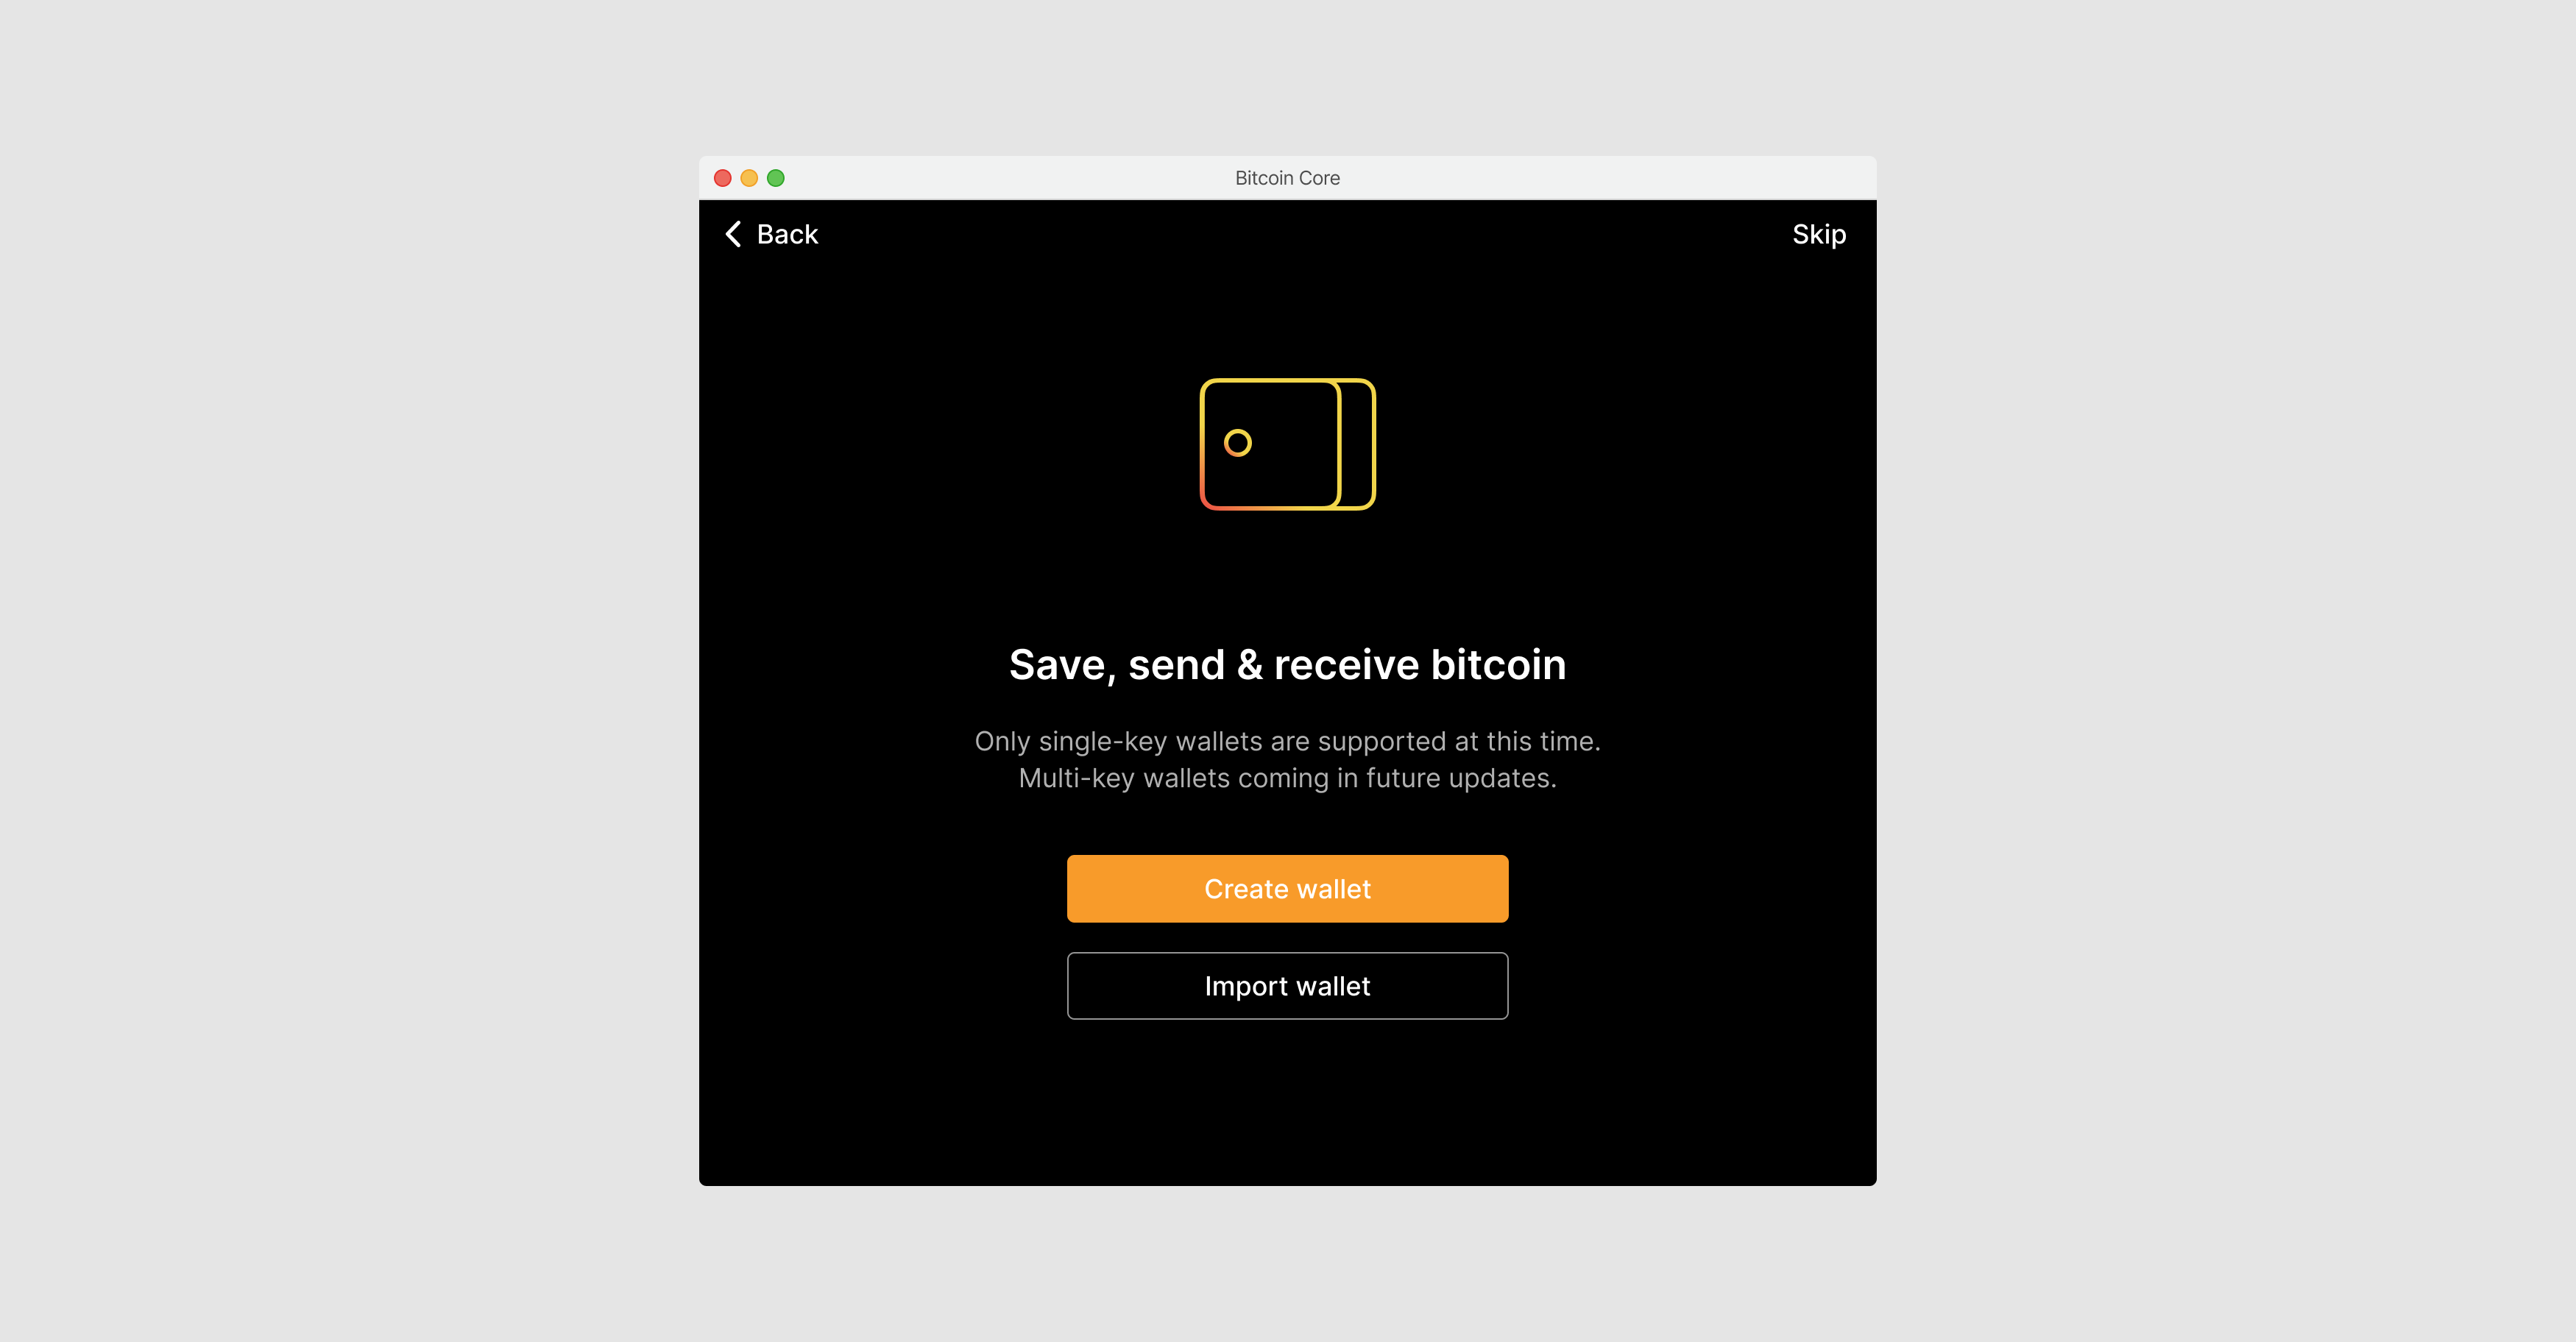 Bitcoin Core
Back
Skip
Save, send & receive bitcoin
Only single-key wallets are supported at this time.
Multi-key wallets coming in future updates.
Create wallet
Import wallet